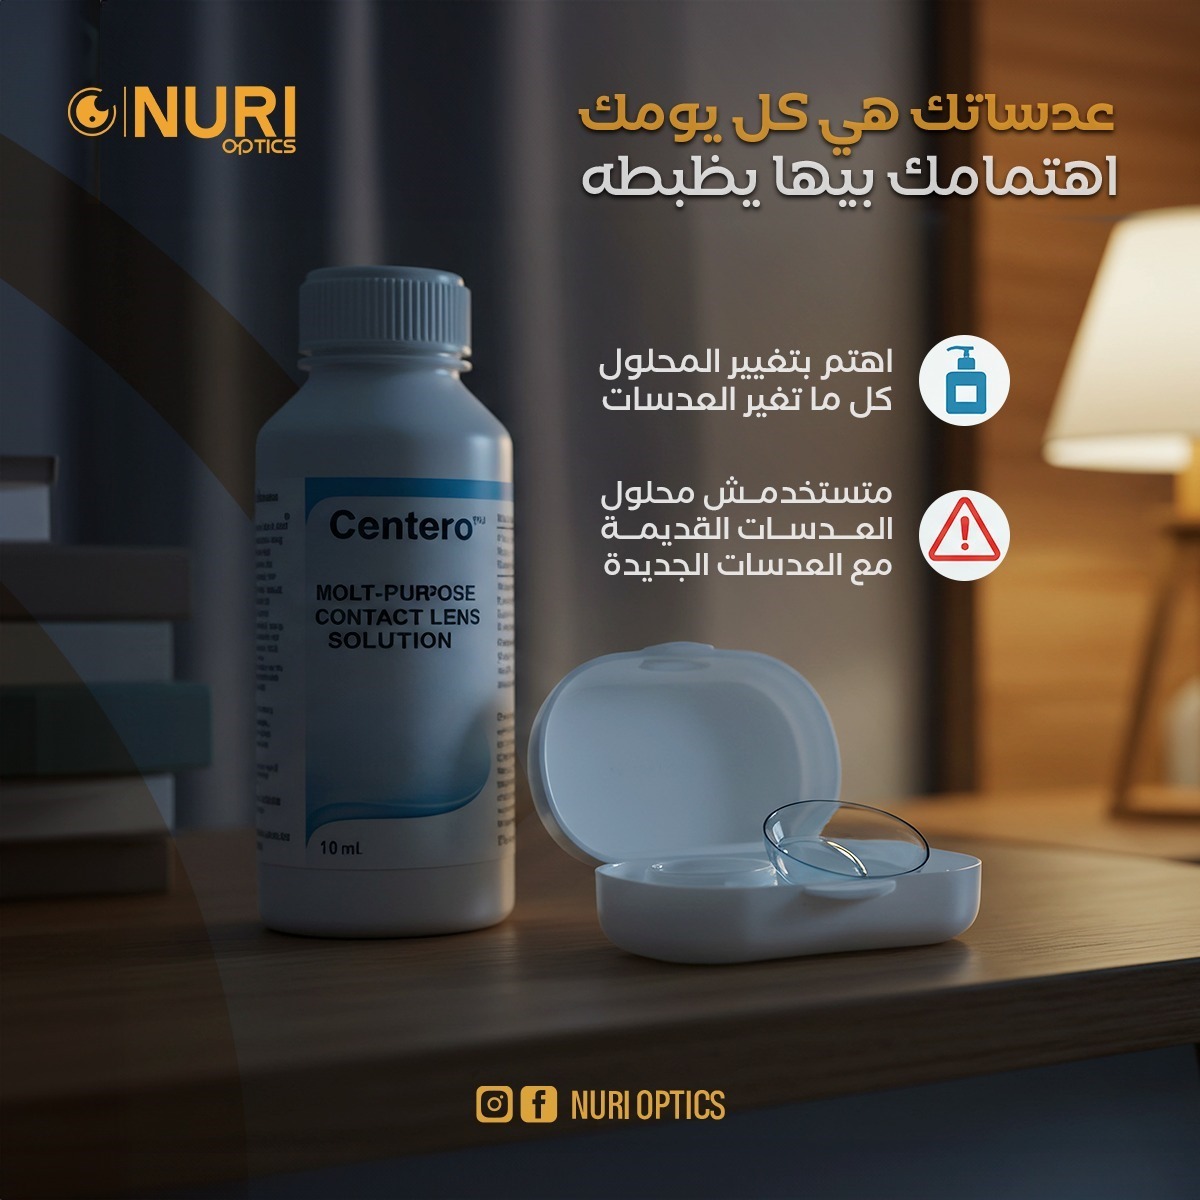 NURI
OPTICS
عدساتك هي كل يومك
اهتمامك بيها يظبطه
اهتم بتغيير المحلول
كل ما تغير العدسات
متستخدمش محلول
العدسات القديمة
مع العدسات الجديدة
Centero
MOLT-PURPOSE
CONTACT LENS
SOLUTION
10 mL
NURI OPTICS